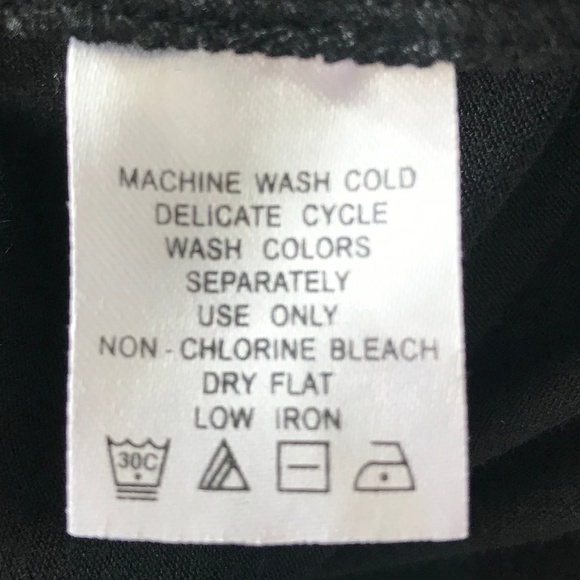 MACHINE WASH COLD
DELICATE CYCLE
WASH COLORS
SEPARATELY
USE ONLY
NON-CHLORINE BLEACH
DRY FLAT
LOW IRON
30C